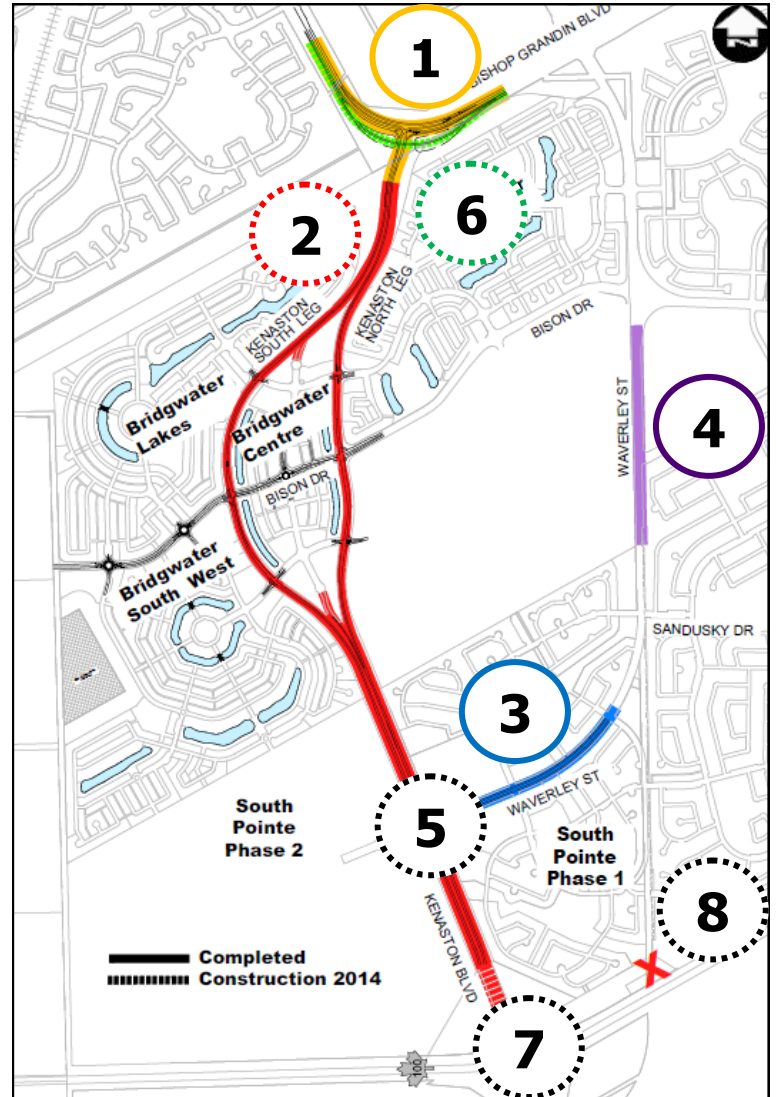 1
BISHOP GRANDIN BLVD
2
6
KENASTON
SOUTH LEG
KENASTON
NORTH LEG
BISON DR
WAVERLEY ST
4
Bridgwater
Lakes
Bridgwater
Centre
BISON DR
Bridgwater
South West
SANDUSKY DR
3
WAVERLEY ST
South
Pointe
Phase 2
5
South
Pointe
Phase 1
8
KENASTON BLVD
Completed
Construction 2014
X
7
100